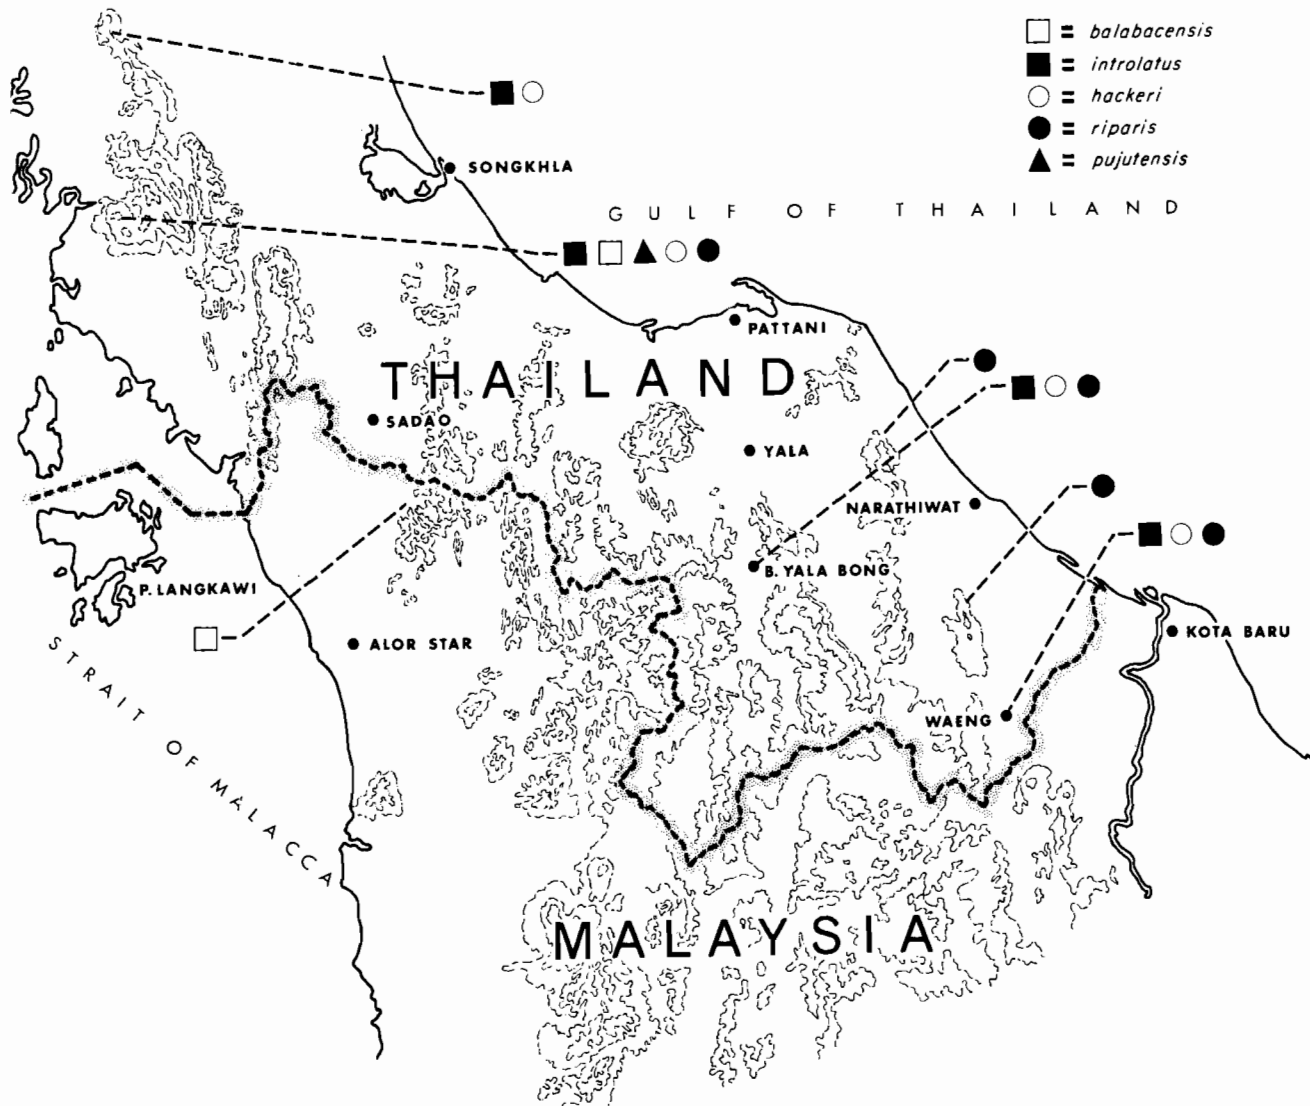 = balabacensis
= introlatus
= hackeri
= riparis
= pujutensis
SONGKHLA
GULF OF THAILAND
PATTANI
THAILAND
SADAO
YALA
NARATHIWAT
B. YALA BONG
P. LANGKAWI
ALOR STAR
KOTA BARU
STRAIT OF MALACCA
WAENG
MALAYSIA